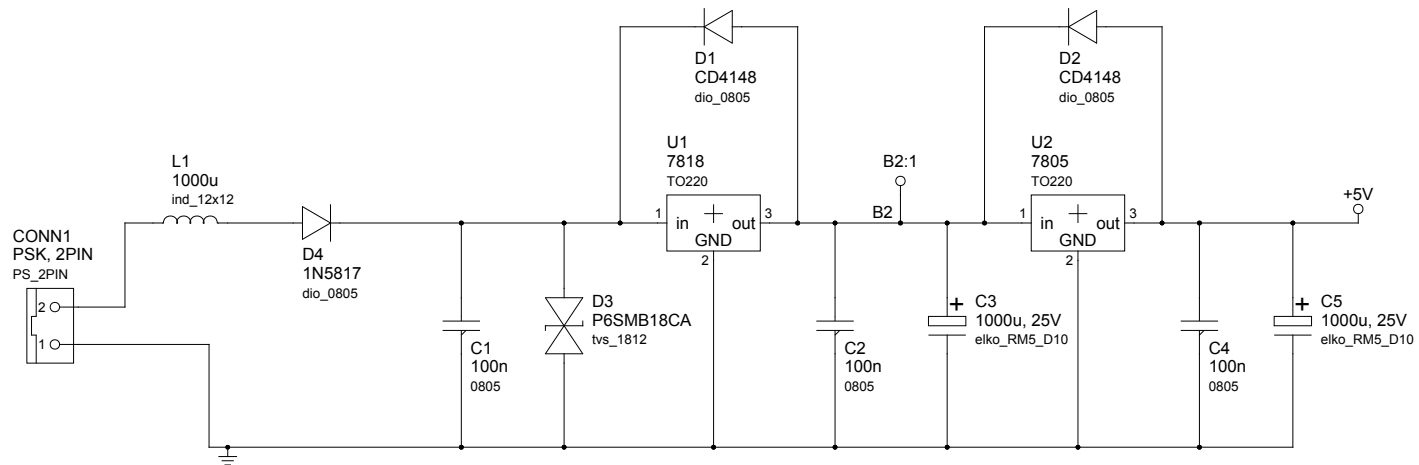 D1
CD4148
dio_0805
D2
CD4148
dio_0805
U1
7818
TO220
U2
7805
TO220
B2:1
L1
1000u
ind_12x12
+5V
1
in
out
3
GND
2
B2
1
in
out
3
GND
2
CONN1
PSK, 2PIN
PS_2PIN
2
1
D4
1N5817
dio_0805
D3
P6SMB18CA
tvs_1812
+
C3
1000u, 25V
elko_RM5_D10
+
C5
1000u, 25V
elko_RM5_D10
C1
100n
0805
C2
100n
0805
C4
100n
0805